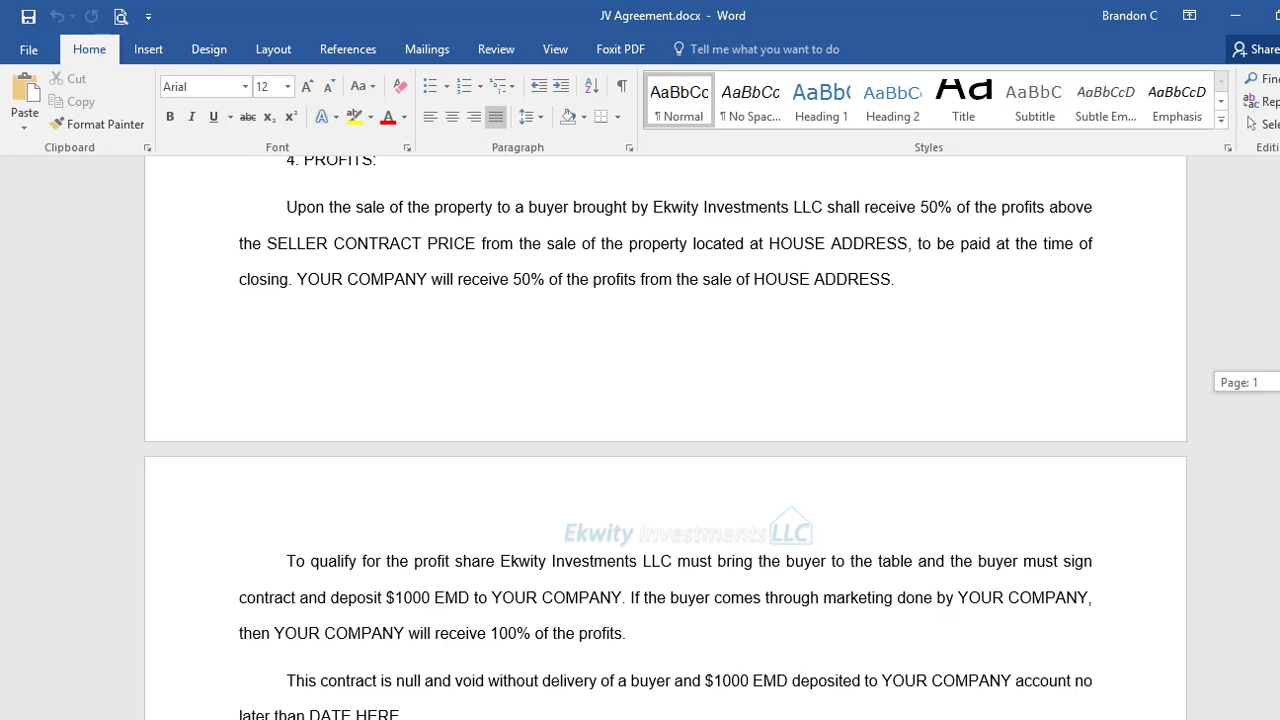 JV Agreement.docx - Word
Brandon C
File Home Insert Design Layout References Mailings Review View Foxit PDF Tell me what you want to do Share
Cut
Copy
Format Painter
Paste
Clipboard
Arial 12
Font
Paragraph
AaBbCc AaBbCc AaBbC AaBbC Aa AaBbCc AaBbCcD AaBbCcD
¶ Normal ¶ No Spac... Heading 1 Heading 2 Title Subtitle Subtle Em... Emphasis
Styles
Find
Rep
Sele
Editi
4. PROFITS:
Upon the sale of the property to a buyer brought by Ekwity Investments LLC shall receive 50% of the profits above
the SELLER CONTRACT PRICE from the sale of the property located at HOUSE ADDRESS, to be paid at the time of
closing. YOUR COMPANY will receive 50% of the profits from the sale of HOUSE ADDRESS.
Page: 1
Ekwity Investments LLC
To qualify for the profit share Ekwity Investments LLC must bring the buyer to the table and the buyer must sign
contract and deposit $1000 EMD to YOUR COMPANY. If the buyer comes through marketing done by YOUR COMPANY,
then YOUR COMPANY will receive 100% of the profits.
This contract is null and void without delivery of a buyer and $1000 EMD deposited to YOUR COMPANY account no
later than DATE HERE